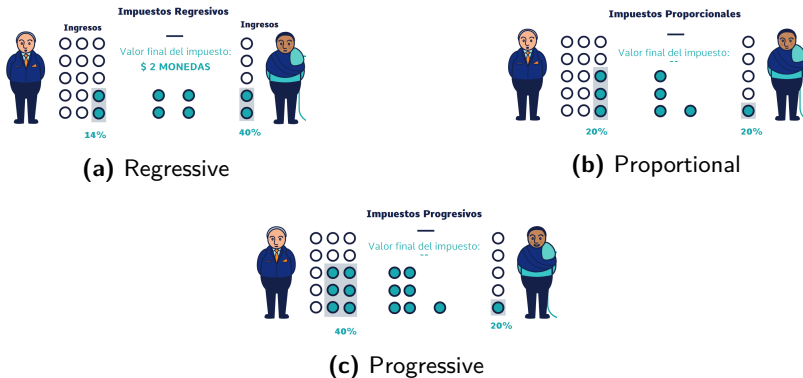 Impuestos Regresivos
Ingresos
Ingresos
Valor final del impuesto:
$ 2 MONEDAS
14%
40%
(a) Regressive
Impuestos Proporcionales
Valor final del impuesto:
--
20%
20%
(b) Proportional
Impuestos Progresivos
Valor final del impuesto:
--
40%
20%
(c) Progressive